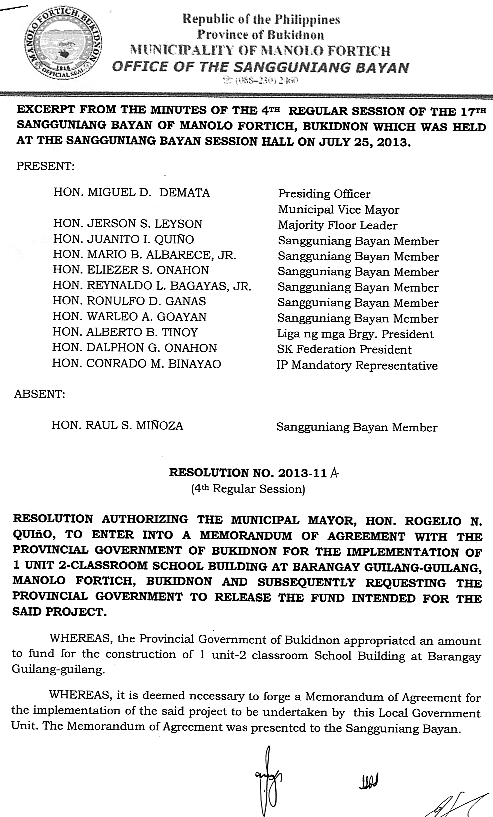 Republic of the Philippines
Province of Bukidnon
MUNICIPALITY OF MANOLO FORTICH
OFFICE OF THE SANGGUNIANG BAYAN
MANOLO FORTICH, BUKIDNON
OFFICIAL SEAL
EXCERPT FROM THE MINUTES OF THE 4TH REGULAR SESSION OF THE 17TH
SANGGUNIANG BAYAN OF MANOLO FORTICH, BUKIDNON WHICH WAS HELD
AT THE SANGGUNIANG BAYAN SESSION HALL ON JULY 25, 2013.
PRESENT:
HON. MIGUEL D. DEMATA Presiding Officer
Municipal Vice Mayor
HON. JERSON S. LEYSON Majority Floor Leader
HON. JUANITO I. QUIÑO Sangguniang Bayan Member
HON. MARIO B. ALBARECE, JR. Sangguniang Bayan Member
HON. ELIEZER S. ONAHON Sangguniang Bayan Member
HON. REYNALDO L. BAGAYAS, JR. Sangguniang Bayan Member
HON. RONULFO D. GANAS Sangguniang Bayan Member
HON. WARLEO A. GOAYAN Sangguniang Bayan Member
HON. ALBERTO B. TINOY Liga ng mga Brgy. President
HON. DALPHON G. ONAHON SK Federation President
HON. CONRADO M. BINAYAO IP Mandatory Representative
ABSENT:
HON. RAUL S. MIÑOZA Sangguniang Bayan Member
RESOLUTION NO. 2013-11 A
(4th Regular Session)
RESOLUTION AUTHORIZING THE MUNICIPAL MAYOR, HON. ROGELIO N.
QUIñO, TO ENTER INTO A MEMORANDUM OF AGREEMENT WITH THE
PROVINCIAL GOVERNMENT OF BUKIDNON FOR THE IMPLEMENTATION OF
1 UNIT 2-CLASSROOM SCHOOL BUILDING AT BARANGAY GUILANG-GUILANG,
MANOLO FORTICH, BUKIDNON AND SUBSEQUENTLY REQUESTING THE
PROVINCIAL GOVERNMENT TO RELEASE THE FUND INTENDED FOR THE
SAID PROJECT.
WHEREAS, the Provincial Government of Bukidnon appropriated an amount
to fund for the construction of 1 unit-2 classroom School Building at Barangay
Guilang-guilang.
WHEREAS, it is deemed necessary to forge a Memorandum of Agreement for
the implementation of the said project to be undertaken by this Local Government
Unit. The Memorandum of Agreement was presented to the Sangguniang Bayan.